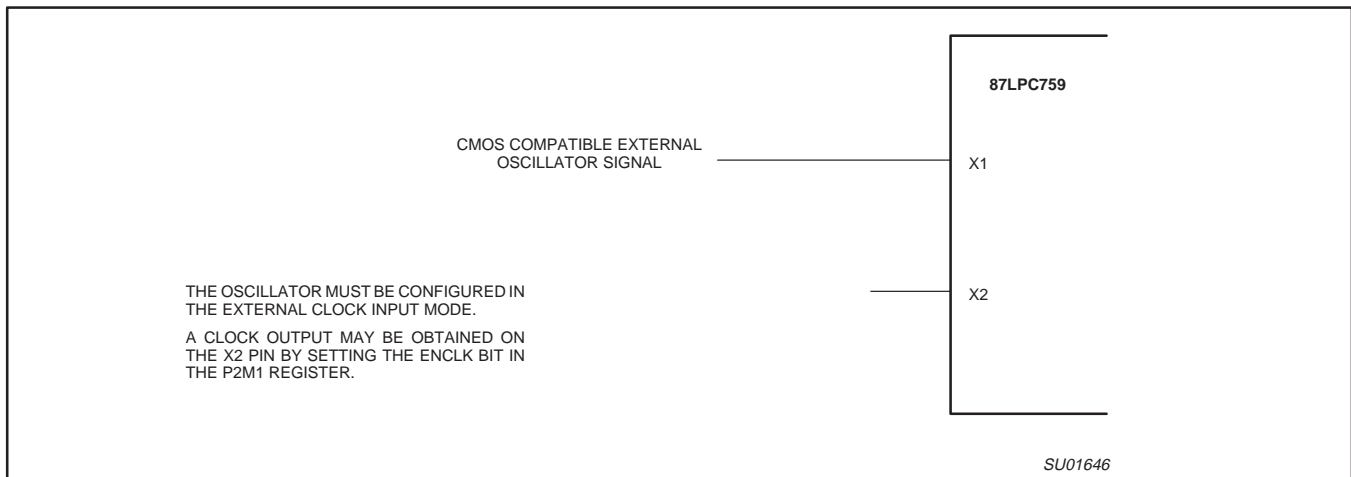 87LPC759
CMOS COMPATIBLE EXTERNAL
OSCILLATOR SIGNAL
X1
THE OSCILLATOR MUST BE CONFIGURED IN
THE EXTERNAL CLOCK INPUT MODE.
X2
A CLOCK OUTPUT MAY BE OBTAINED ON
THE X2 PIN BY SETTING THE ENCLK BIT IN
THE P2M1 REGISTER.
SU01646